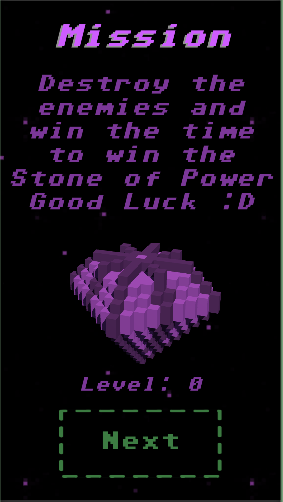 Mission
Destroy the
enemies and
win the time
to win the
Stone of Power
Good Luck :D
Level: 0
Next